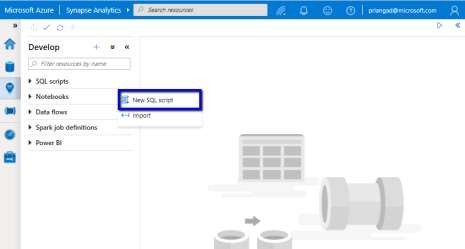 Microsoft Azure | Synapse Analytics ▸ Search resources priangad@microsoft.com
Develop
Filter resources by name
SQL scripts
Notebooks
Data flows
Spark job definitions
Power BI
New SQL script
Import